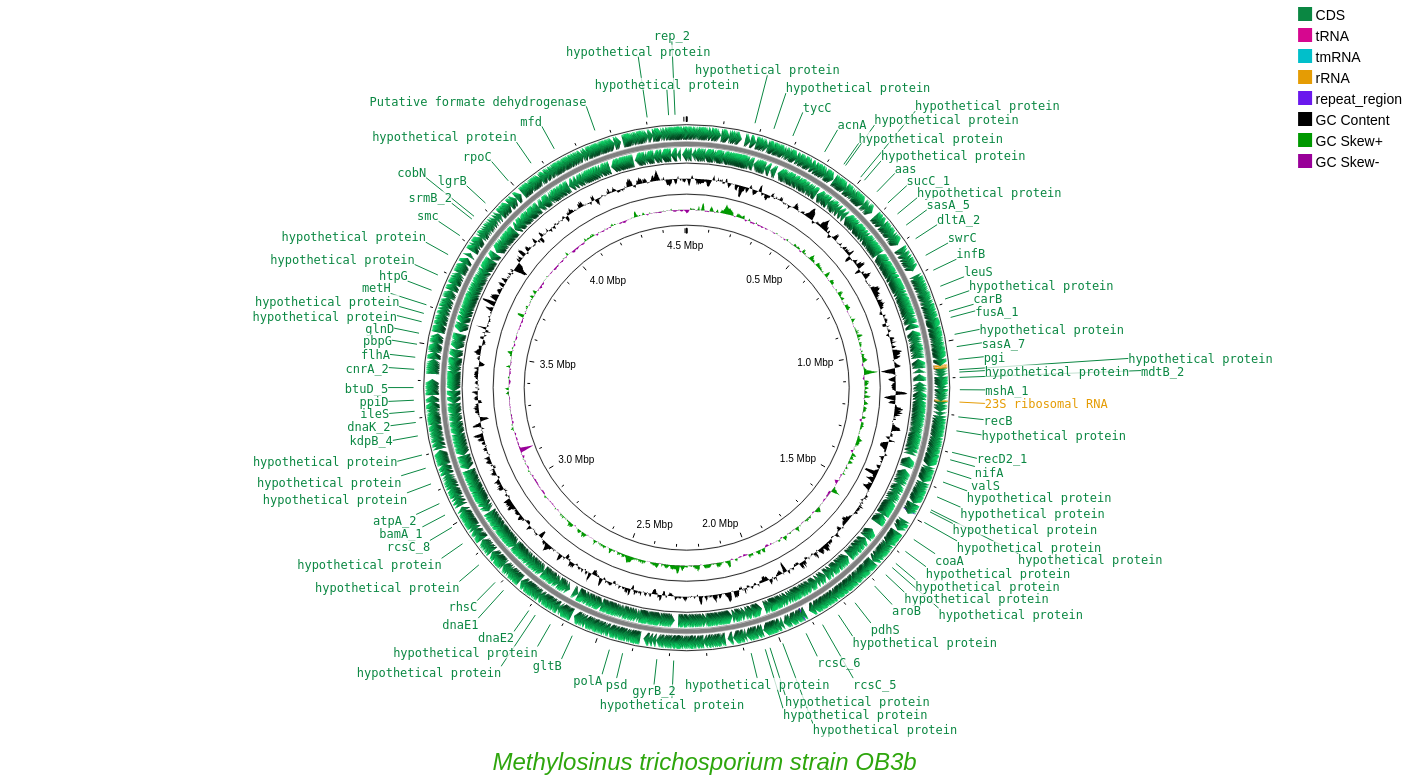 CDS
tRNA
tmRNA
rRNA
repeat_region
GC Content
GC Skew+
GC Skew-
rep_2
hypothetical protein
hypothetical protein
hypothetical protein
hypothetical protein
Putative formate dehydrogenase
tycC
hypothetical protein
mfd
acnA
hypothetical protein
hypothetical protein
hypothetical protein
rpoC
hypothetical protein
cobN
lgrB
aas
sucC_1
srmB_2
hypothetical protein
smc
sasA_5
dltA_2
hypothetical protein
swrC
hypothetical protein
infB
htpG
leuS
metH
hypothetical protein
hypothetical protein
carB
hypothetical protein
fusA_1
glnD
hypothetical protein
pbpG
sasA_7
flhA
pgi
hypothetical protein
cnrA_2
hypothetical protein
mdtB_2
btuD_5
mshA_1
ppiD
23S ribosomal RNA
ileS
recB
dnaK_2
hypothetical protein
kdpB_4
hypothetical protein
recD2_1
hypothetical protein
nifA
valS
hypothetical protein
hypothetical protein
atpA_2
hypothetical protein
bamA_1
hypothetical protein
rcsC_8
hypothetical protein
hypothetical protein
coaA
hypothetical protein
hypothetical protein
hypothetical protein
hypothetical protein
hypothetical protein
rhsC
aroB
hypothetical protein
dnaE1
pdhS
dnaE2
hypothetical protein
hypothetical protein
gltB
rcsC_6
hypothetical protein
polA
psd
hypothetical protein
rcsC_5
gyrB_2
hypothetical protein
hypothetical protein
hypothetical protein
hypothetical protein
4.5 Mbp
0.5 Mbp
1.0 Mbp
1.5 Mbp
2.0 Mbp
2.5 Mbp
3.0 Mbp
3.5 Mbp
4.0 Mbp
Methylosinus trichosporium strain OB3b